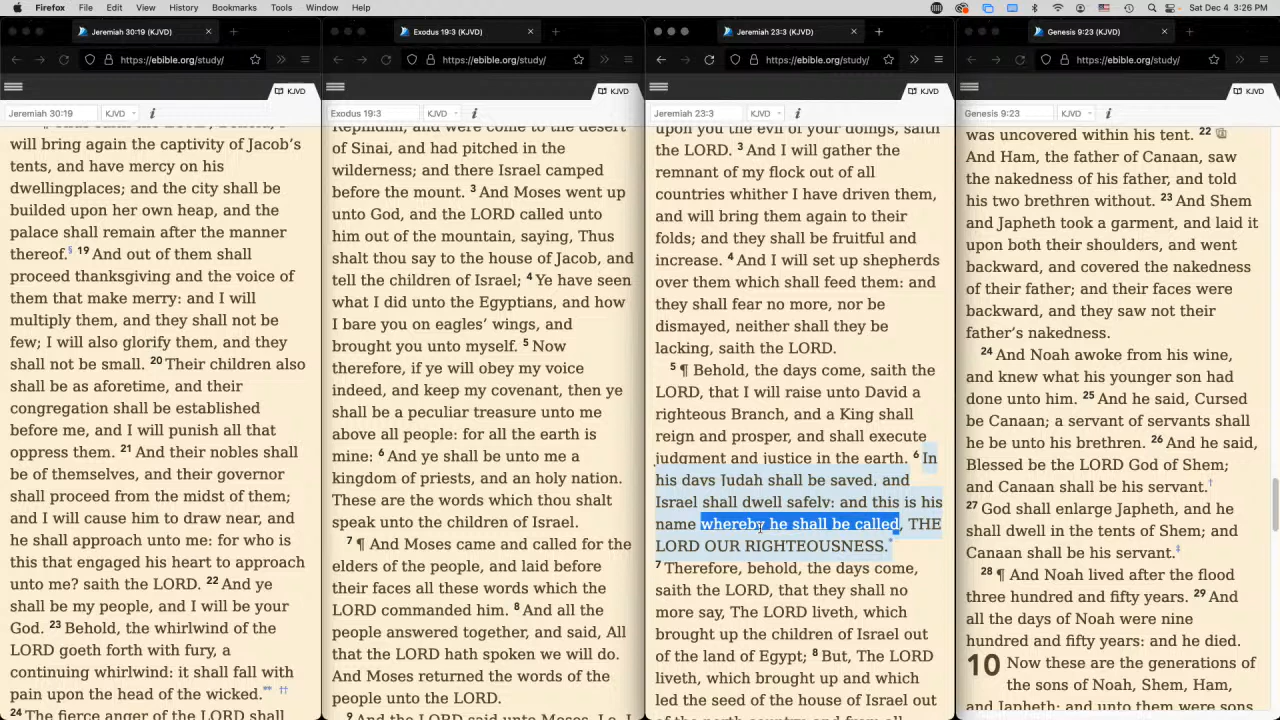 Firefox File Edit View History Bookmarks Tools Window Help
Sat Dec 4 3:26 PM
Jeremiah 30:19 (KJVD)
https://ebible.org/study/
KJVD
Jeremiah 30:19 KJVD i
will bring again the captivity of Jacob’s
tents, and have mercy on his
dwellingplaces; and the city shall be
builded upon her own heap, and the
palace shall remain after the manner
thereof.§ 19 And out of them shall
proceed thanksgiving and the voice of
them that make merry: and I will
multiply them, and they shall not be
few; I will also glorify them, and they
shall not be small. 20 Their children also
shall be as aforetime, and their
congregation shall be established
before me, and I will punish all that
oppress them. 21 And their nobles shall
be of themselves, and their governor
shall proceed from the midst of them;
and I will cause him to draw near, and
he shall approach unto me: for who is
this that engaged his heart to approach
unto me? saith the LORD. 22 And ye
shall be my people, and I will be your
God. 23 Behold, the whirlwind of the
LORD goeth forth with fury, a
continuing whirlwind: it shall fall with
pain upon the head of the wicked.** ††
24 The fierce anger of the LORD shall
Exodus 19:3 (KJVD)
https://ebible.org/study/
KJVD
Exodus 19:3 KJVD i
Rephidim, and were come to the desert
of Sinai, and had pitched in the
wilderness; and there Israel camped
before the mount. 3 And Moses went up
unto God, and the LORD called unto
him out of the mountain, saying, Thus
shalt thou say to the house of Jacob, and
tell the children of Israel; 4 Ye have seen
what I did unto the Egyptians, and how
I bare you on eagles’ wings, and
brought you unto myself. 5 Now
therefore, if ye will obey my voice
indeed, and keep my covenant, then ye
shall be a peculiar treasure unto me
above all people: for all the earth is
mine: 6 And ye shall be unto me a
kingdom of priests, and an holy nation.
These are the words which thou shalt
speak unto the children of Israel.
7 ¶ And Moses came and called for the
elders of the people, and laid before
their faces all these words which the
LORD commanded him. 8 And all the
people answered together, and said, All
that the LORD hath spoken we will do.
And Moses returned the words of the
people unto the LORD.
9 And the LORD said unto Moses, Lo, I
Jeremiah 23:3 (KJVD)
https://ebible.org/study/
KJVD
Jeremiah 23:3 KJVD i
upon you the evil of your doings, saith
the LORD. 3 And I will gather the
remnant of my flock out of all
countries whither I have driven them,
and will bring them again to their
folds; and they shall be fruitful and
increase. 4 And I will set up shepherds
over them which shall feed them: and
they shall fear no more, nor be
dismayed, neither shall they be
lacking, saith the LORD.
5 ¶ Behold, the days come, saith the
LORD, that I will raise unto David a
righteous Branch, and a King shall
reign and prosper, and shall execute
judgment and justice in the earth. 6 In
his days Judah shall be saved, and
Israel shall dwell safely: and this is his
name whereby he shall be called, THE
LORD OUR RIGHTEOUSNESS.*
7 Therefore, behold, the days come,
saith the LORD, that they shall no
more say, The LORD liveth, which
brought up the children of Israel out
of the land of Egypt; 8 But, The LORD
liveth, which brought up and which
led the seed of the house of Israel out
of the north country, and from all
Genesis 9:23 (KJVD)
https://ebible.org/study/
KJVD
Genesis 9:23 KJVD i
was uncovered within his tent. 22
And Ham, the father of Canaan, saw
the nakedness of his father, and told
his two brethren without. 23 And Shem
and Japheth took a garment, and laid it
upon both their shoulders, and went
backward, and covered the nakedness
of their father; and their faces were
backward, and they saw not their
father’s nakedness.
24 And Noah awoke from his wine,
and knew what his younger son had
done unto him. 25 And he said, Cursed
be Canaan; a servant of servants shall
he be unto his brethren. 26 And he said,
Blessed be the LORD God of Shem;
and Canaan shall be his servant.†
27 God shall enlarge Japheth, and he
shall dwell in the tents of Shem; and
Canaan shall be his servant.‡
28 ¶ And Noah lived after the flood
three hundred and fifty years. 29 And
all the days of Noah were nine
hundred and fifty years: and he died.
10 Now these are the generations of
the sons of Noah, Shem, Ham,
and Japheth: and unto them were sons